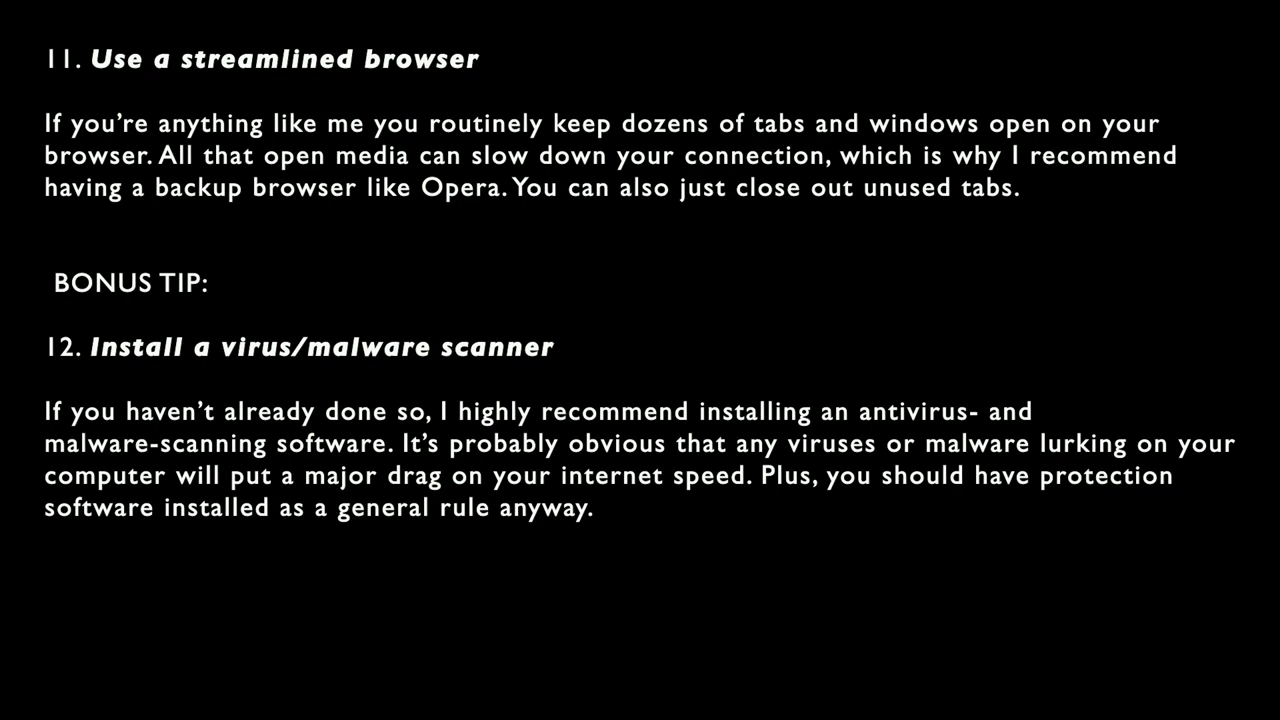 11. Use a streamlined browser
If you’re anything like me you routinely keep dozens of tabs and windows open on your
browser. All that open media can slow down your connection, which is why I recommend
having a backup browser like Opera. You can also just close out unused tabs.
BONUS TIP:
12. Install a virus/malware scanner
If you haven’t already done so, I highly recommend installing an antivirus- and
malware-scanning software. It’s probably obvious that any viruses or malware lurking on your
computer will put a major drag on your internet speed. Plus, you should have protection
software installed as a general rule anyway.